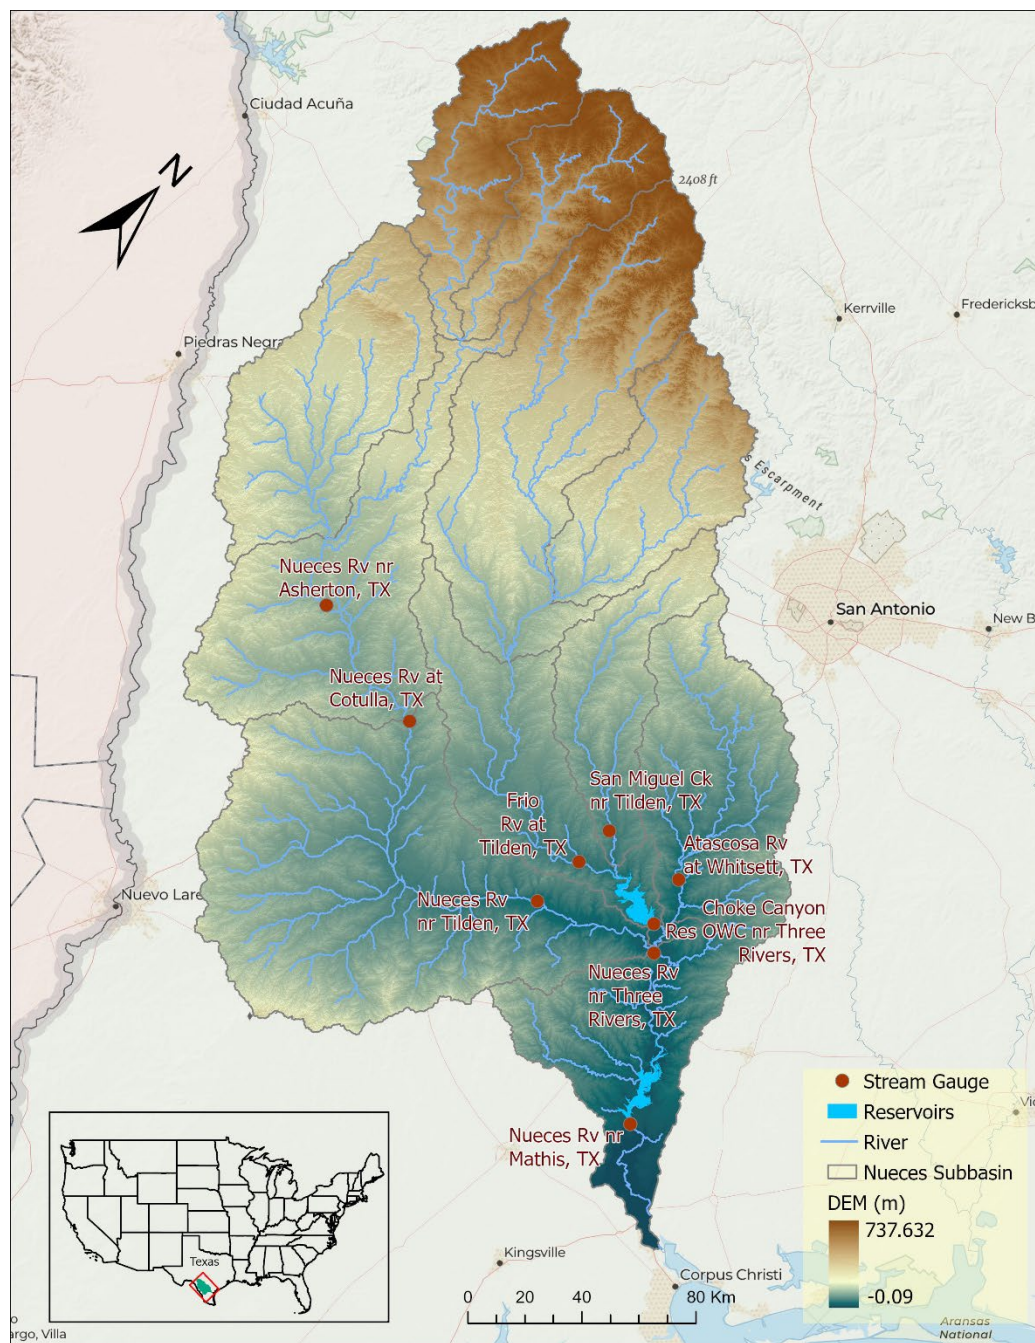 Ciudad Acuña
N
2408 ft
Kerrville
Fredericksb
Piedras Negra
s Escarpment
San Antonio
New B
Nueces Rv nr
Asherton, TX
Nueces Rv at
Cotulla, TX
San Miguel Ck
nr Tilden, TX
Frio
Rv at
Tilden, TX
Atascosa Rv
at Whitsett, TX
Nuevo Lare
Nueces Rv
nr Tilden, TX
Choke Canyon
Res OWC nr Three
Rivers, TX
Nueces Rv
nr Three
Rivers, TX
Nueces Rv nr
Mathis, TX
Stream Gauge
Reservoirs
River
Nueces Subbasin
DEM (m)
737.632
-0.09
Vic
Texas
Kingsville
Corpus Christi
0 20 40 80 Km
Aransas
National
o
argo, Villa